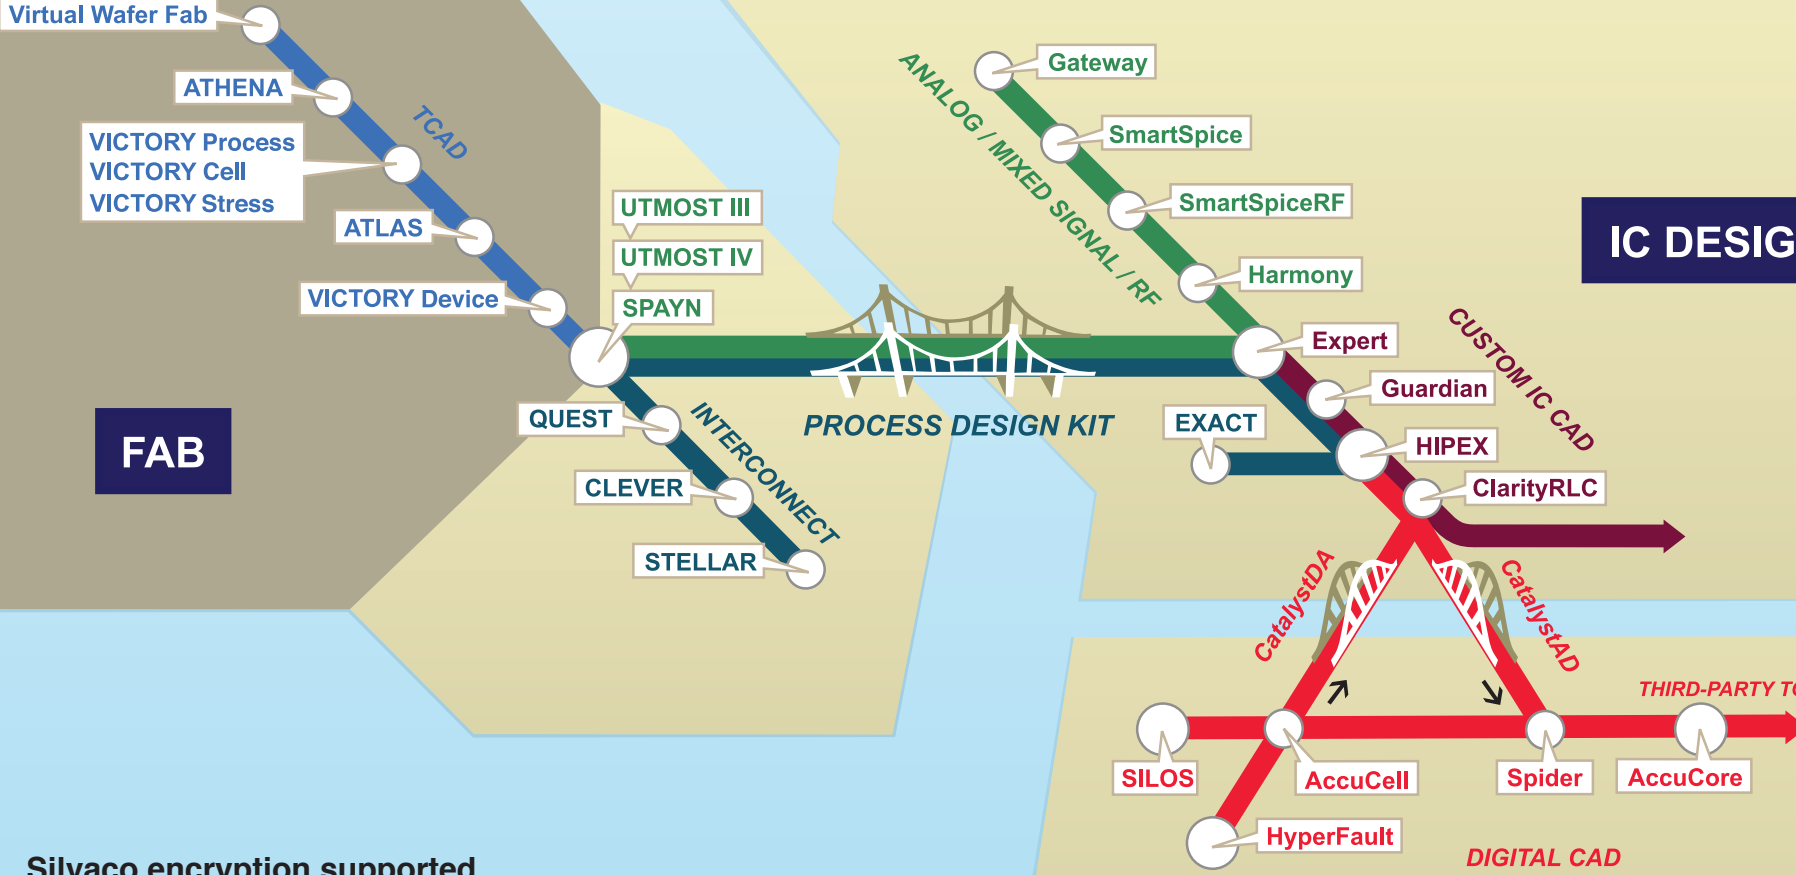 Virtual Wafer Fab
ATHENA
TCAD
VICTORY Process
VICTORY Cell
VICTORY Stress
ATLAS
VICTORY Device
UTMOST III
UTMOST IV
SPAYN
FAB
QUEST
CLEVER
STELLAR
INTERCONNECT
PROCESS DESIGN KIT
ANALOG / MIXED SIGNAL / RF
Gateway
SmartSpice
SmartSpiceRF
Harmony
IC DESIG
Expert
CUSTOM IC CAD
Guardian
EXACT
HIPEX
ClarityRLC
CatalystDA
CatalystAD
THIRD-PARTY TO
SILOS
AccuCell
Spider
AccuCore
HyperFault
DIGITAL CAD
Silvaco encryption supported